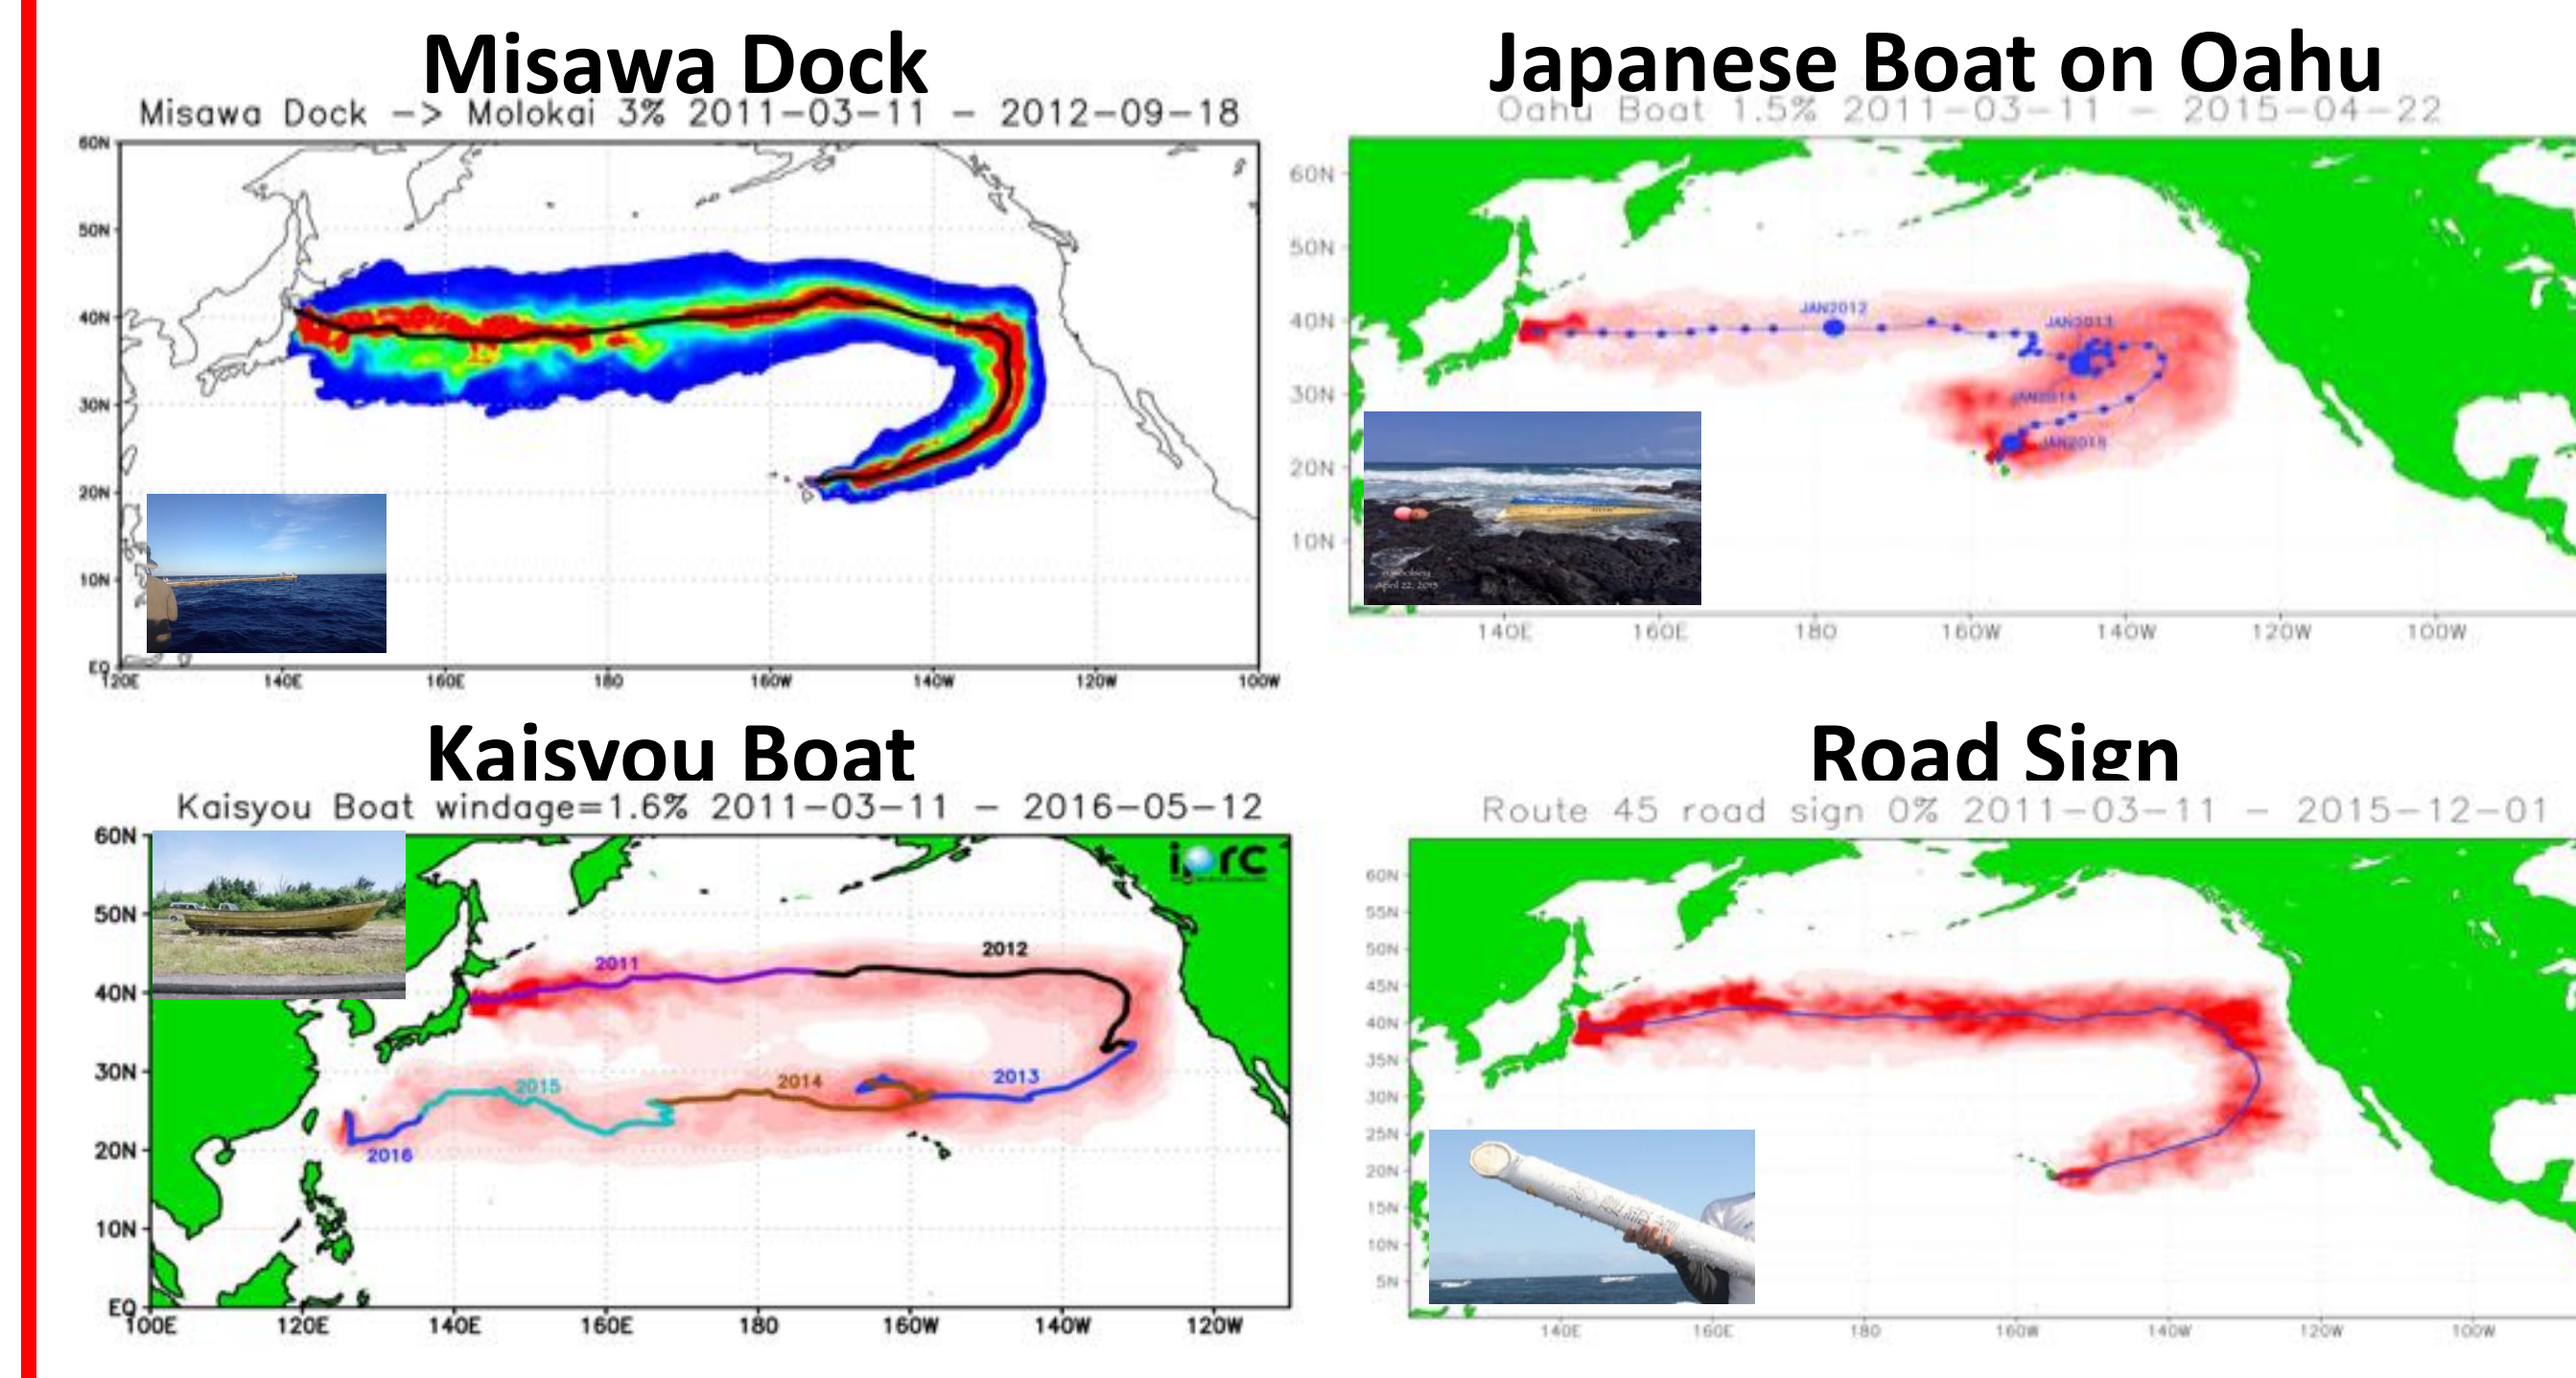 Misawa Dock
Misawa Dock -> Molokai 3% 2011-03-11 - 2012-09-18
60N
50N
40N
30N
20N
10N
EQ
120E 140E 160E 180 160W 140W 120W 100W
Japanese Boat on Oahu
Oahu Boat 1.5% 2011-03-11 - 2015-04-22
60N
50N
40N
30N
20N
10N
JAN2012
JAN2013
JAN2014
JAN2015
April 22, 2015
140E 160E 180 160W 140W 120W 100W
Kaisyou Boat
Kaisyou Boat windage=1.6% 2011-03-11 - 2016-05-12
iprc
60N
50N
40N
30N
20N
10N
EQ
2011
2012
2013
2014
2015
2016
100E 120E 140E 160E 180 160W 140W 120W
Road Sign
Route 45 road sign 0% 2011-03-11 - 2015-12-01
60N
55N
50N
45N
40N
35N
30N
25N
20N
15N
10N
5N
140E 160E 180 160W 140W 120W 100W